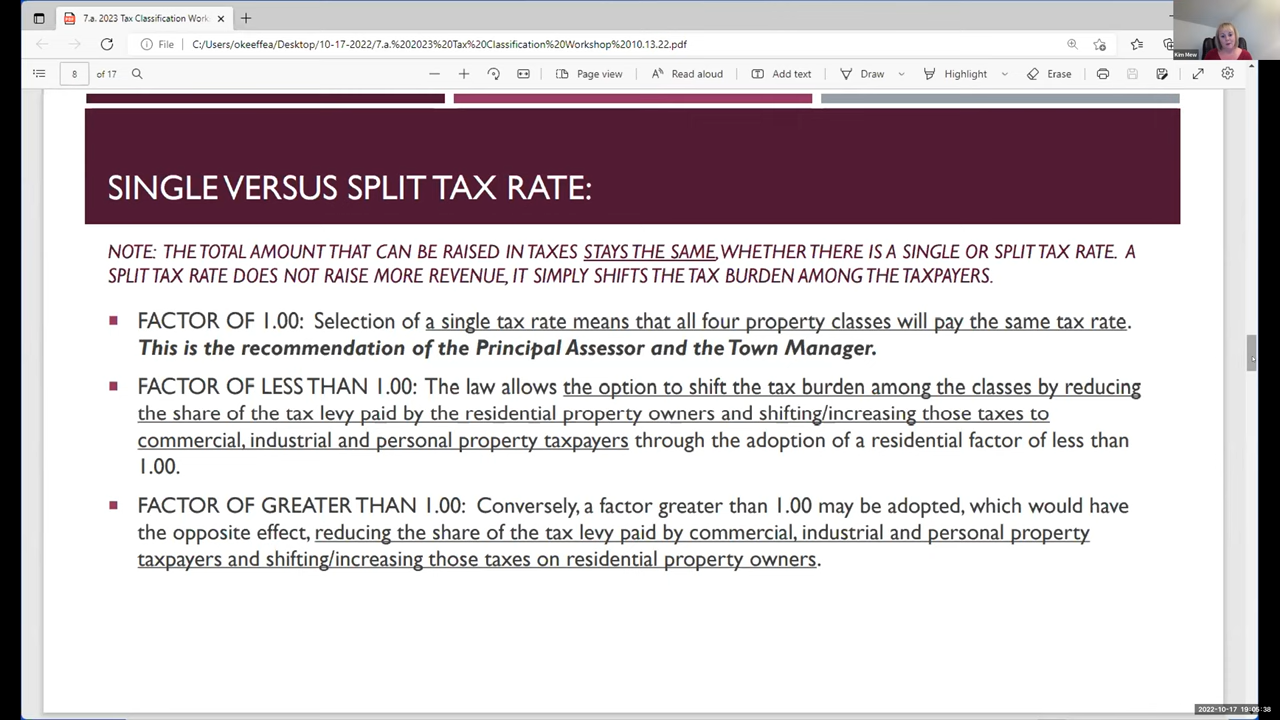 7.a. 2023 Tax Classification Work
File C:/Users/okeeffea/Desktop/10-17-2022/7.a.%202023%20Tax%20Classification%20Workshop%2010.13.22.pdf
8 of 17 Page view Read aloud Add text Draw Highlight Erase
Kim Mew
SINGLE VERSUS SPLIT TAX RATE:
NOTE: THE TOTAL AMOUNT THAT CAN BE RAISED IN TAXES STAYS THE SAME, WHETHER THERE IS A SINGLE OR SPLIT TAX RATE. A
SPLIT TAX RATE DOES NOT RAISE MORE REVENUE, IT SIMPLY SHIFTS THE TAX BURDEN AMONG THE TAXPAYERS.
FACTOR OF 1.00: Selection of a single tax rate means that all four property classes will pay the same tax rate.
This is the recommendation of the Principal Assessor and the Town Manager.
FACTOR OF LESS THAN 1.00: The law allows the option to shift the tax burden among the classes by reducing
the share of the tax levy paid by the residential property owners and shifting/increasing those taxes to
commercial, industrial and personal property taxpayers through the adoption of a residential factor of less than
1.00.
FACTOR OF GREATER THAN 1.00: Conversely, a factor greater than 1.00 may be adopted, which would have
the opposite effect, reducing the share of the tax levy paid by commercial, industrial and personal property
taxpayers and shifting/increasing those taxes on residential property owners.
2022-10-17 19:05:38